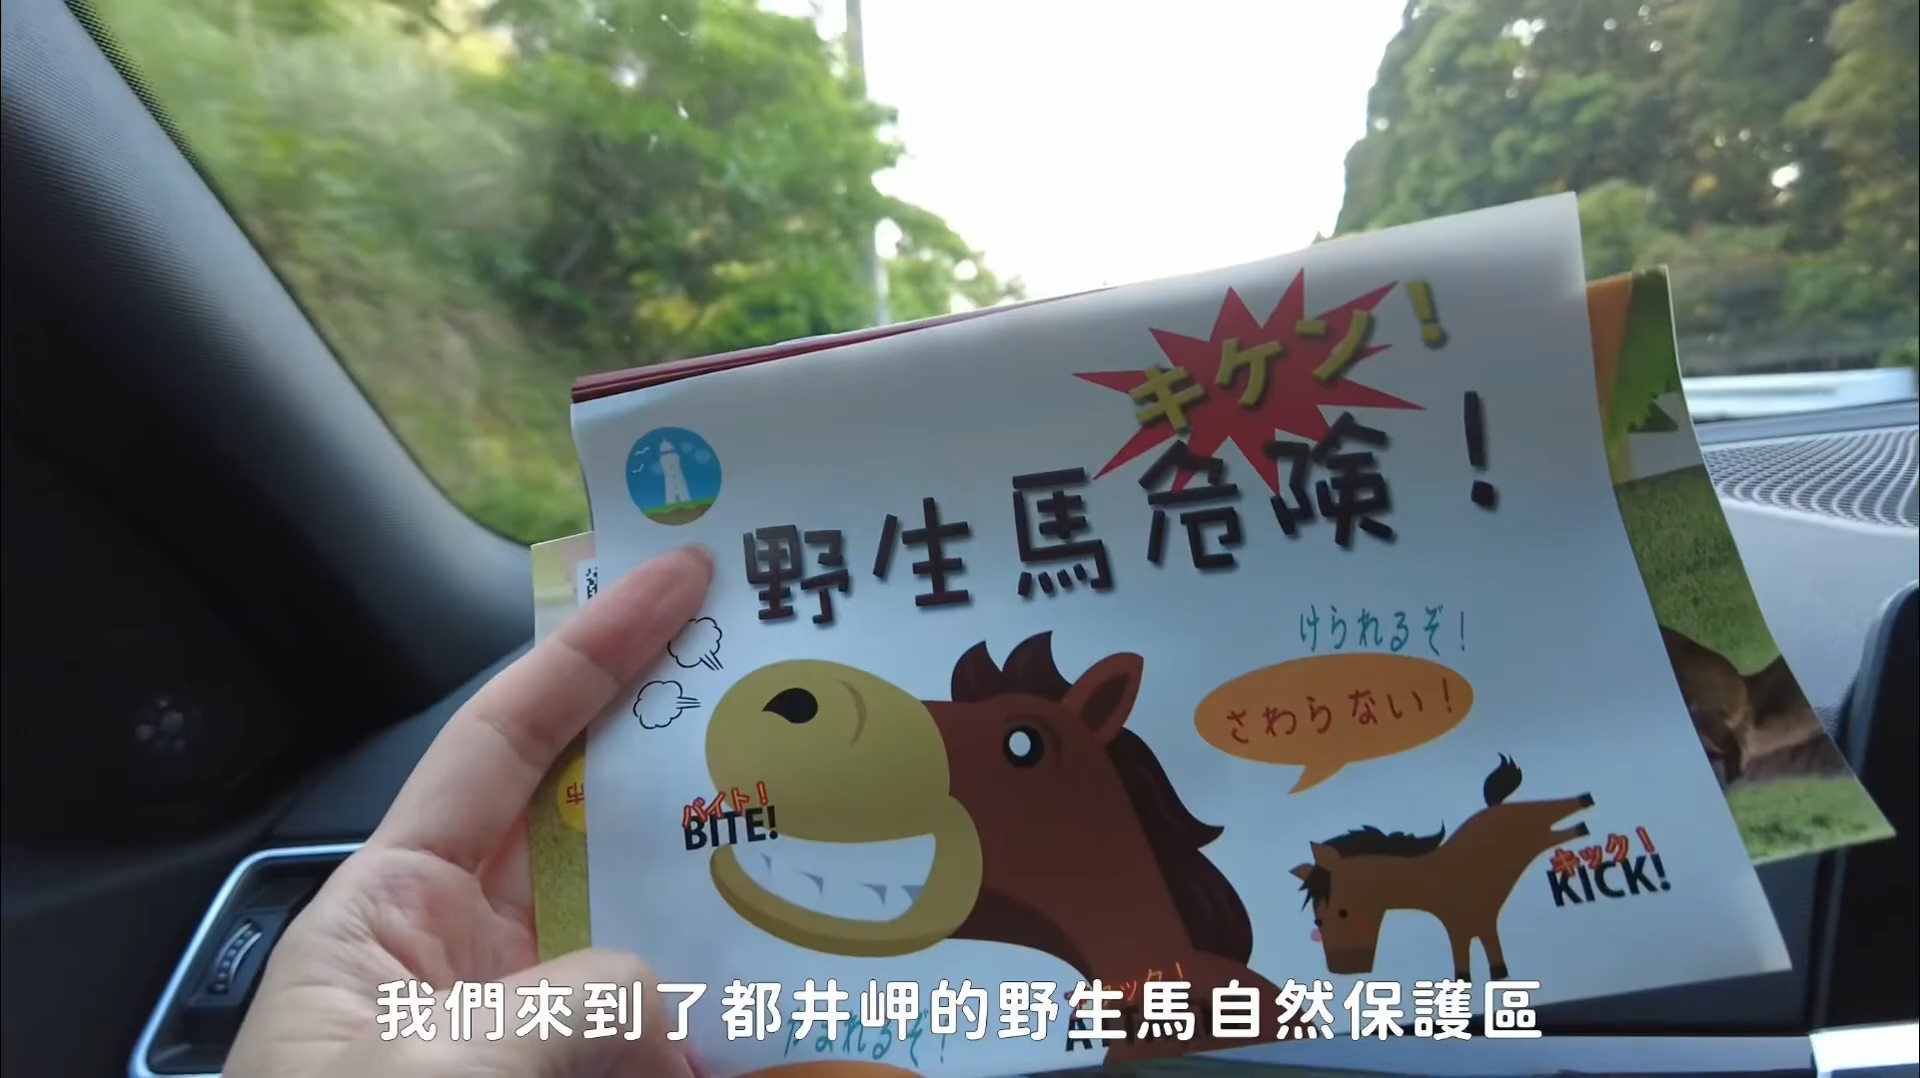 キケン！
野生馬危険！
けられるぞ！
さわらない！
バイト！
BITE!
キック！
KICK!
我們來到了都井岬的野生馬自然保護區